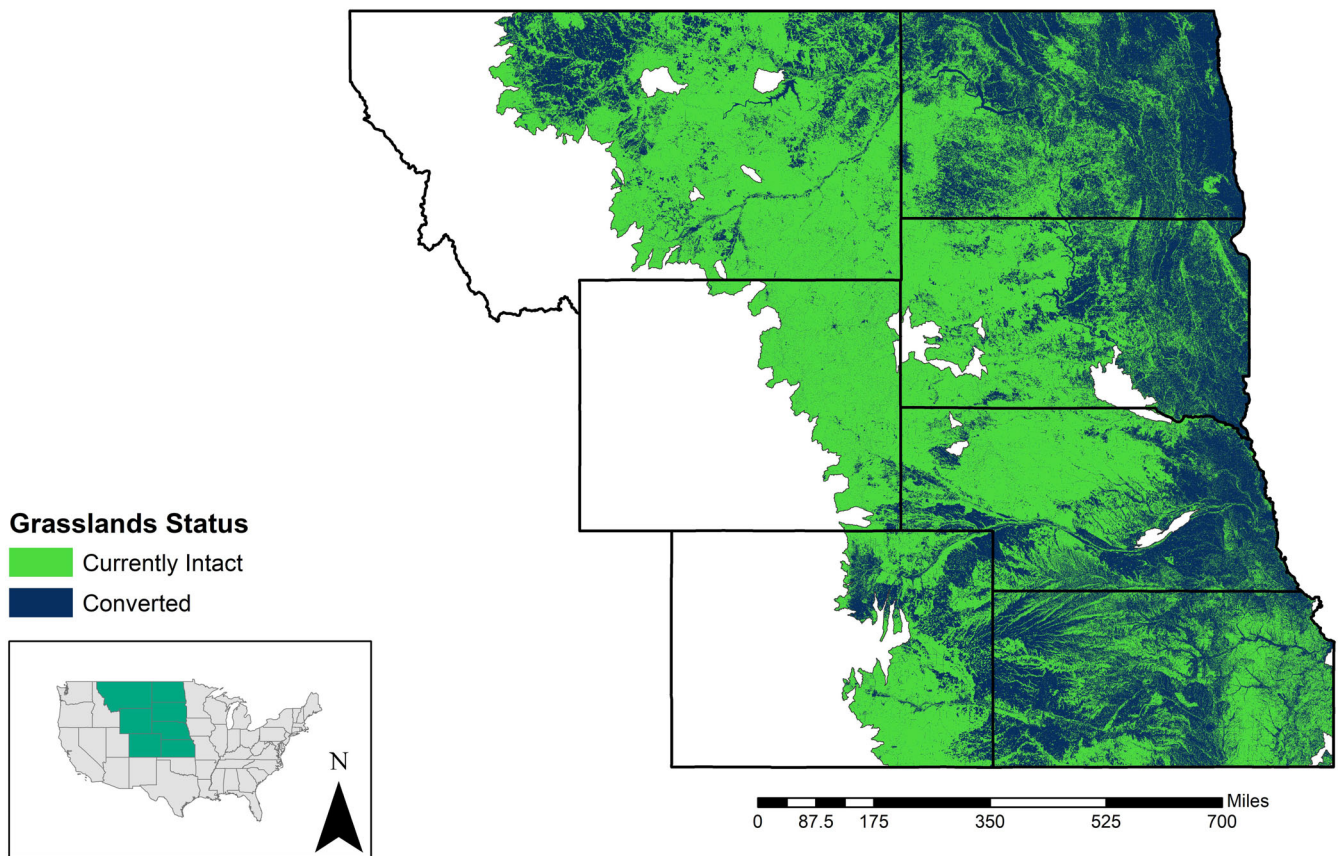 Grasslands Status
Currently Intact
Converted
N
Miles
0 87.5 175 350 525 700